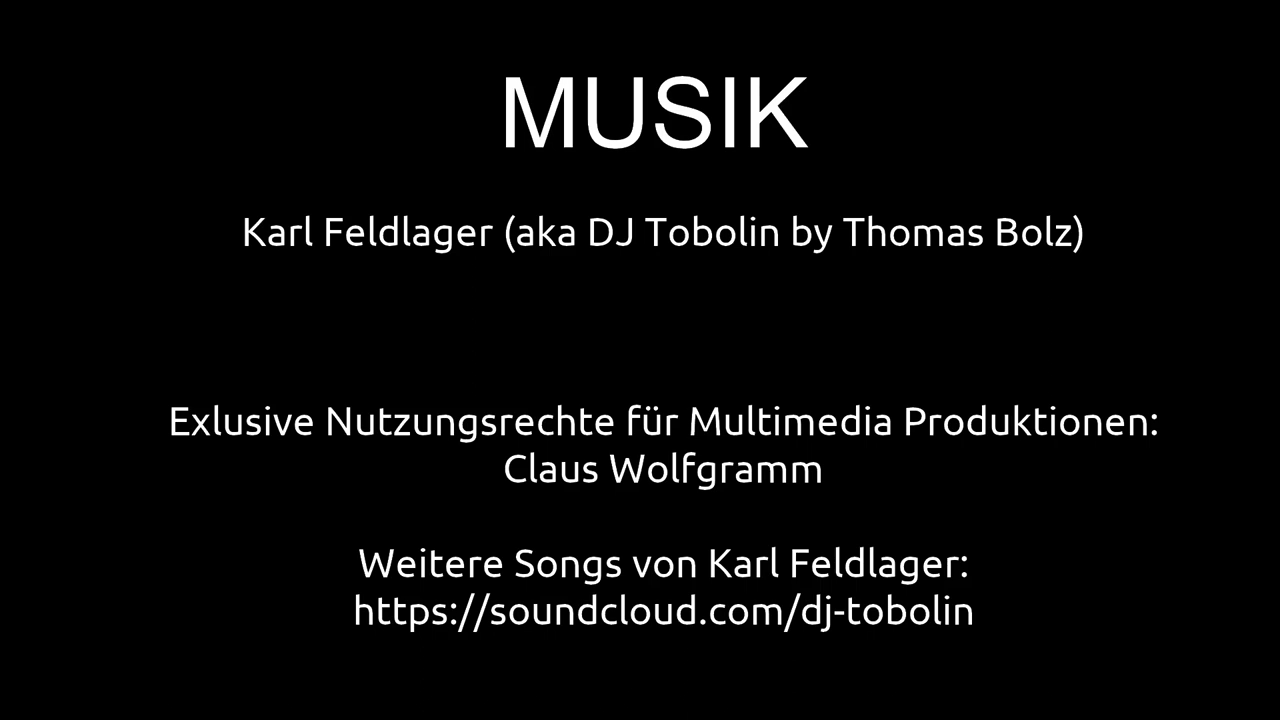 MUSIK
Karl Feldlager (aka DJ Tobolin by Thomas Bolz)
Exlusive Nutzungsrechte für Multimedia Produktionen:
Claus Wolfgramm
Weitere Songs von Karl Feldlager:
https://soundcloud.com/dj-tobolin